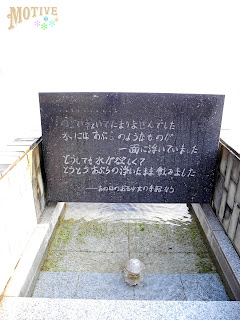 MOTIVE
のどが乾いてたまりませんでした
水にはあぶらのようなものが
一面に浮いていました
どうしても水が欲しくて
とうとうあぶらの浮いたまま飲みました
――あの日のある少女の手記から